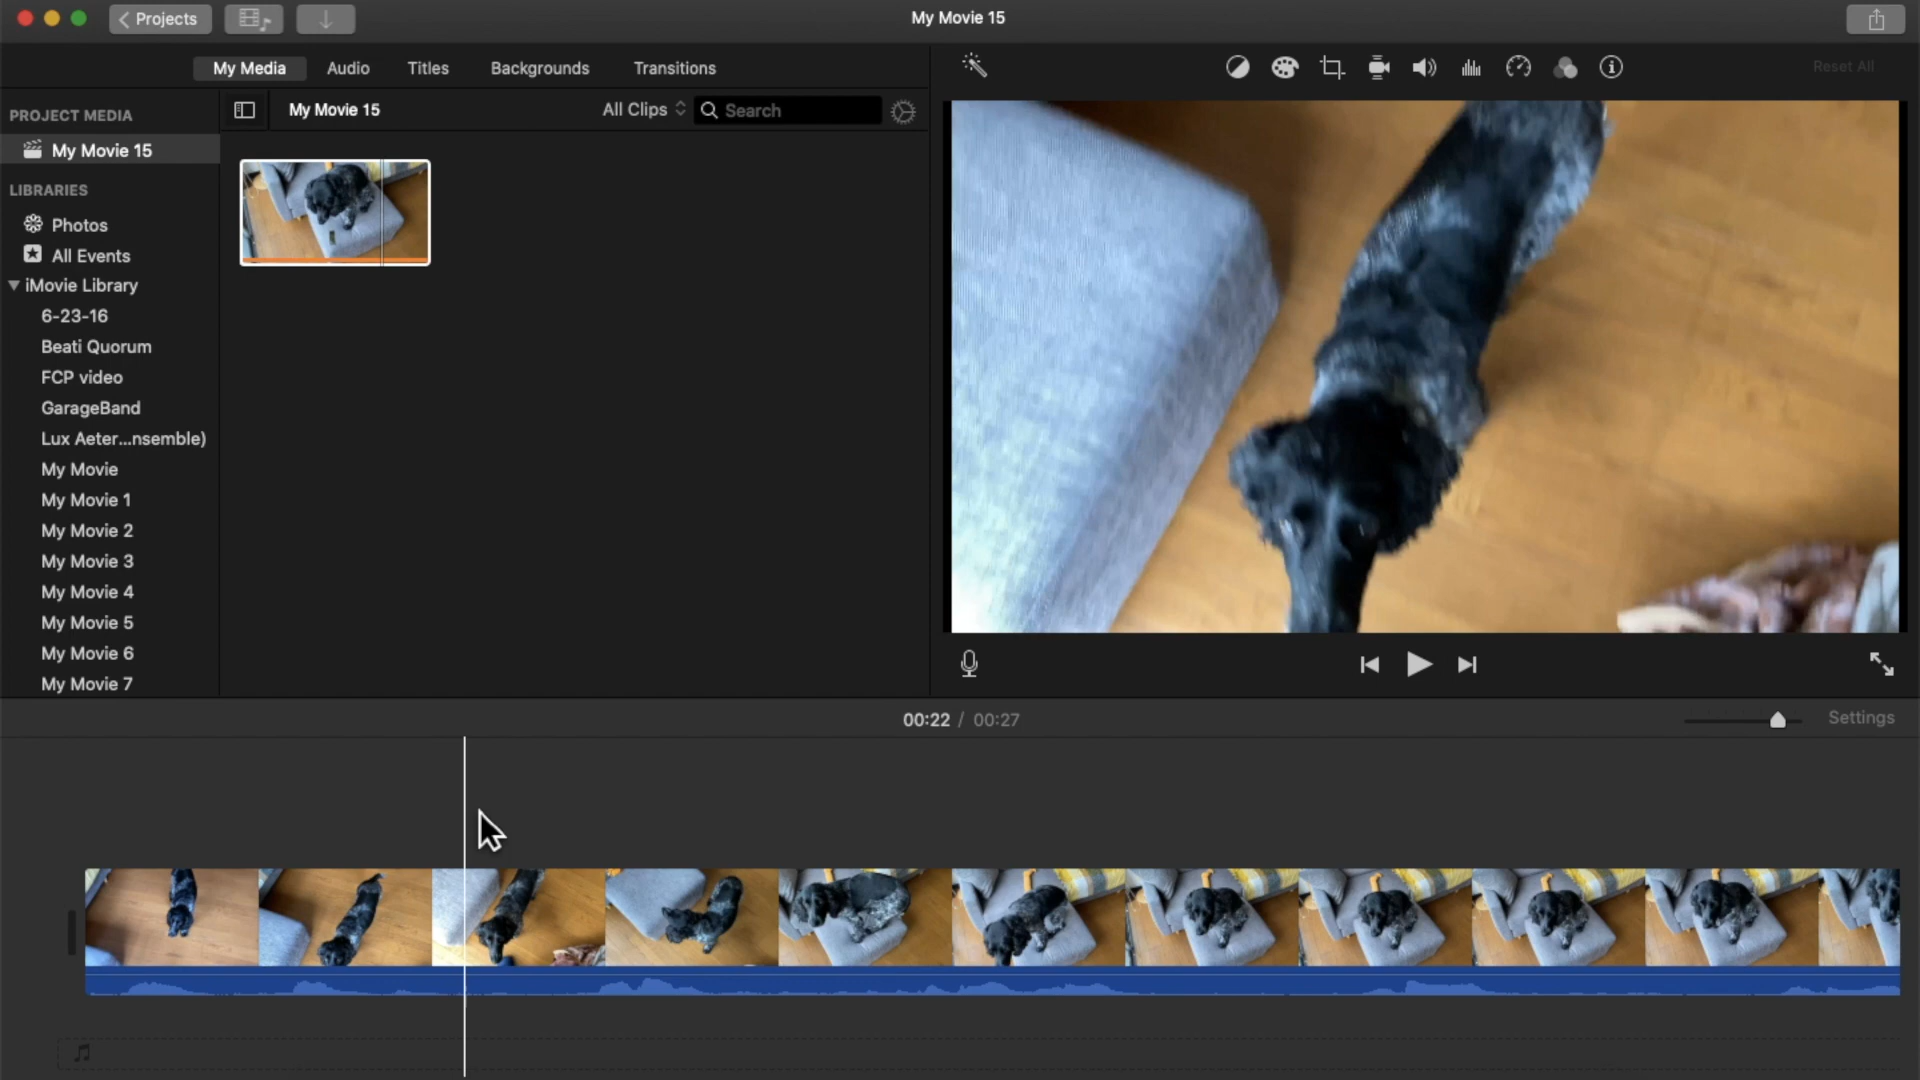 Projects
My Movie 15
My Media
Audio
Titles
Backgrounds
Transitions
Reset All
PROJECT MEDIA
My Movie 15
LIBRARIES
Photos
All Events
iMovie Library
6-23-16
Beati Quorum
FCP video
GarageBand
Lux Aeter...nsemble)
My Movie
My Movie 1
My Movie 2
My Movie 3
My Movie 4
My Movie 5
My Movie 6
My Movie 7
My Movie 15
All Clips
Search
00:22 / 00:27
Settings